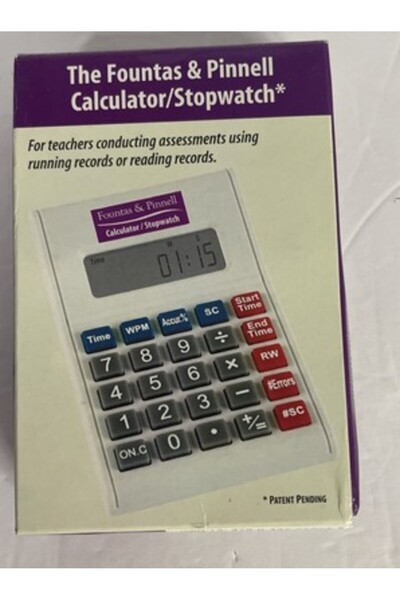 The Fountas & Pinnell
Calculator/Stopwatch*
For teachers conducting assessments using
running records or reading records.
Fountas & Pinnell
Calculator / Stopwatch
Time
01:15
Time WPM Accur.% SC Start Time
7 8 9 ÷ End Time
4 5 6 × RW
1 2 3 − #Errors
ON.C 0 • +/= #SC
* PATENT PENDING